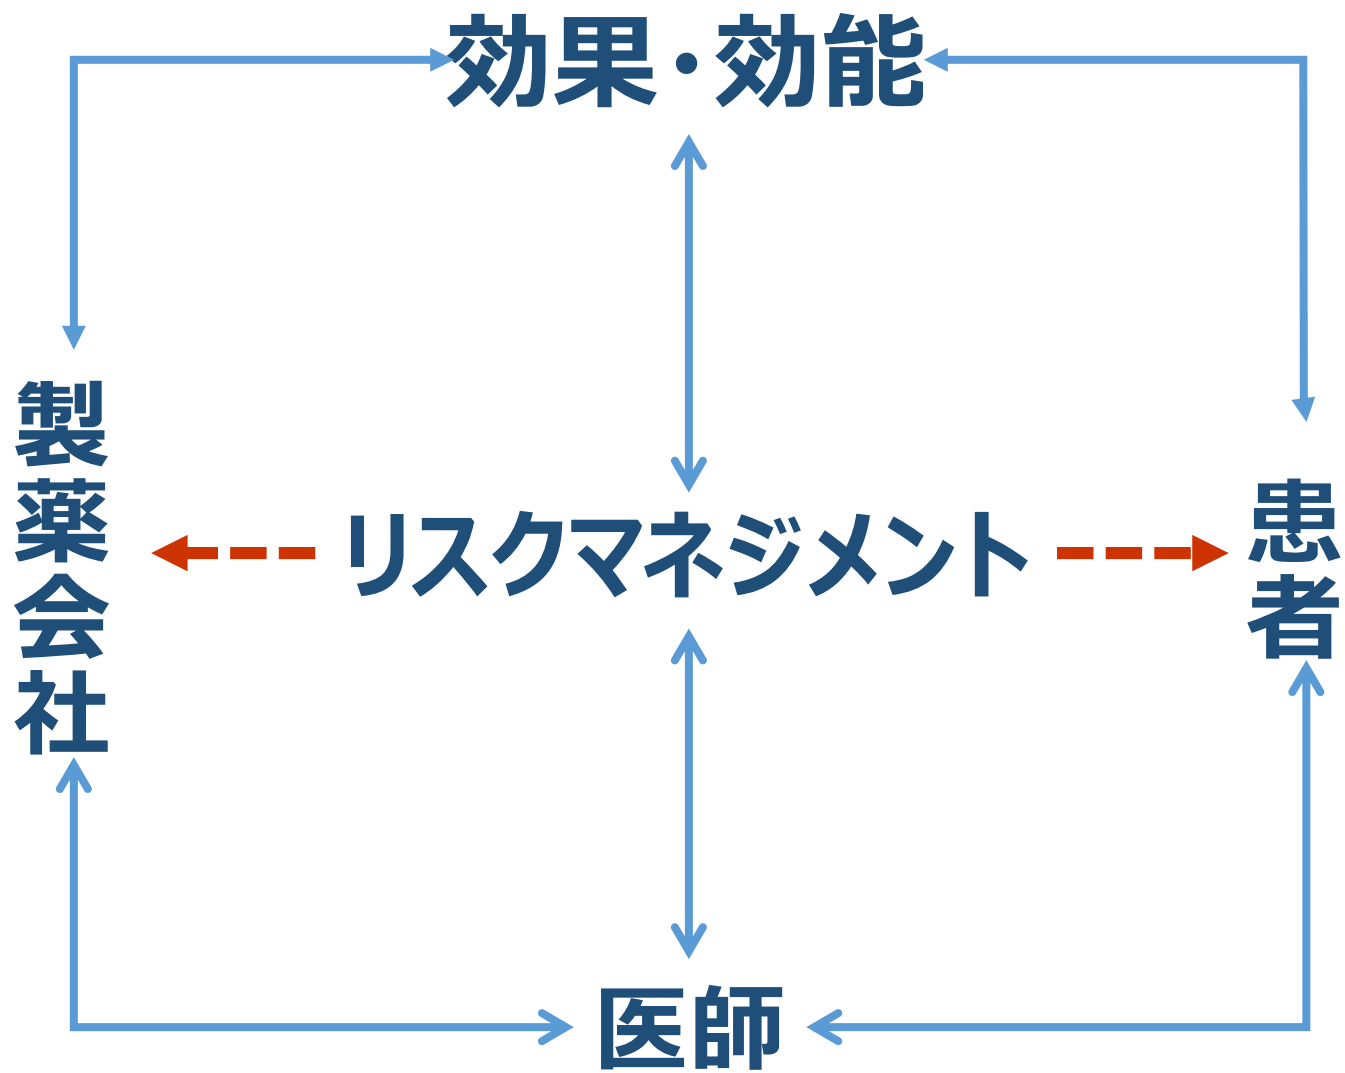 効果・効能
製薬会社
リスクマネジメント
患者
医師